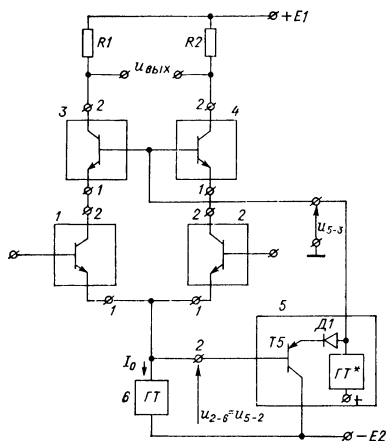 +E1
R1 R2
uвых
2 2
3 4
1 1
2 2
1 2
u5-3
1 1
5
2 T5 Д1
I0 ГТ*
6 ГТ +
u2-6=u5-2
−E2